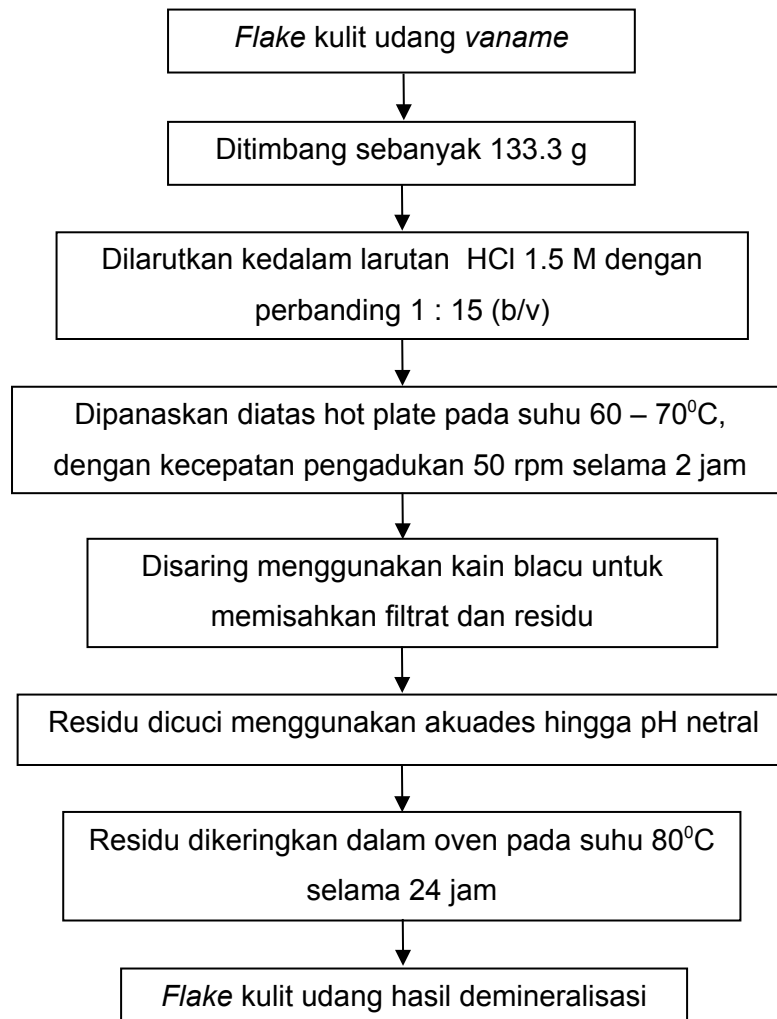 Flake kulit udang vaname
Ditimbang sebanyak 133.3 g
Dilarutkan kedalam larutan HCl 1.5 M dengan
perbanding 1 : 15 (b/v)
Dipanaskan diatas hot plate pada suhu 60 – 70⁰C,
dengan kecepatan pengadukan 50 rpm selama 2 jam
Disaring menggunakan kain blacu untuk
memisahkan filtrat dan residu
Residu dicuci menggunakan akuades hingga pH netral
Residu dikeringkan dalam oven pada suhu 80⁰C
selama 24 jam
Flake kulit udang hasil demineralisasi